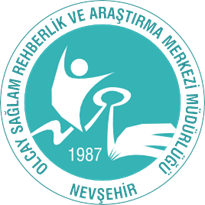 OLCAY SAĞLAM REHBERLİK VE ARAŞTIRMA MERKEZİ MÜDÜRLÜĞÜ
1987
NEVŞEHİR